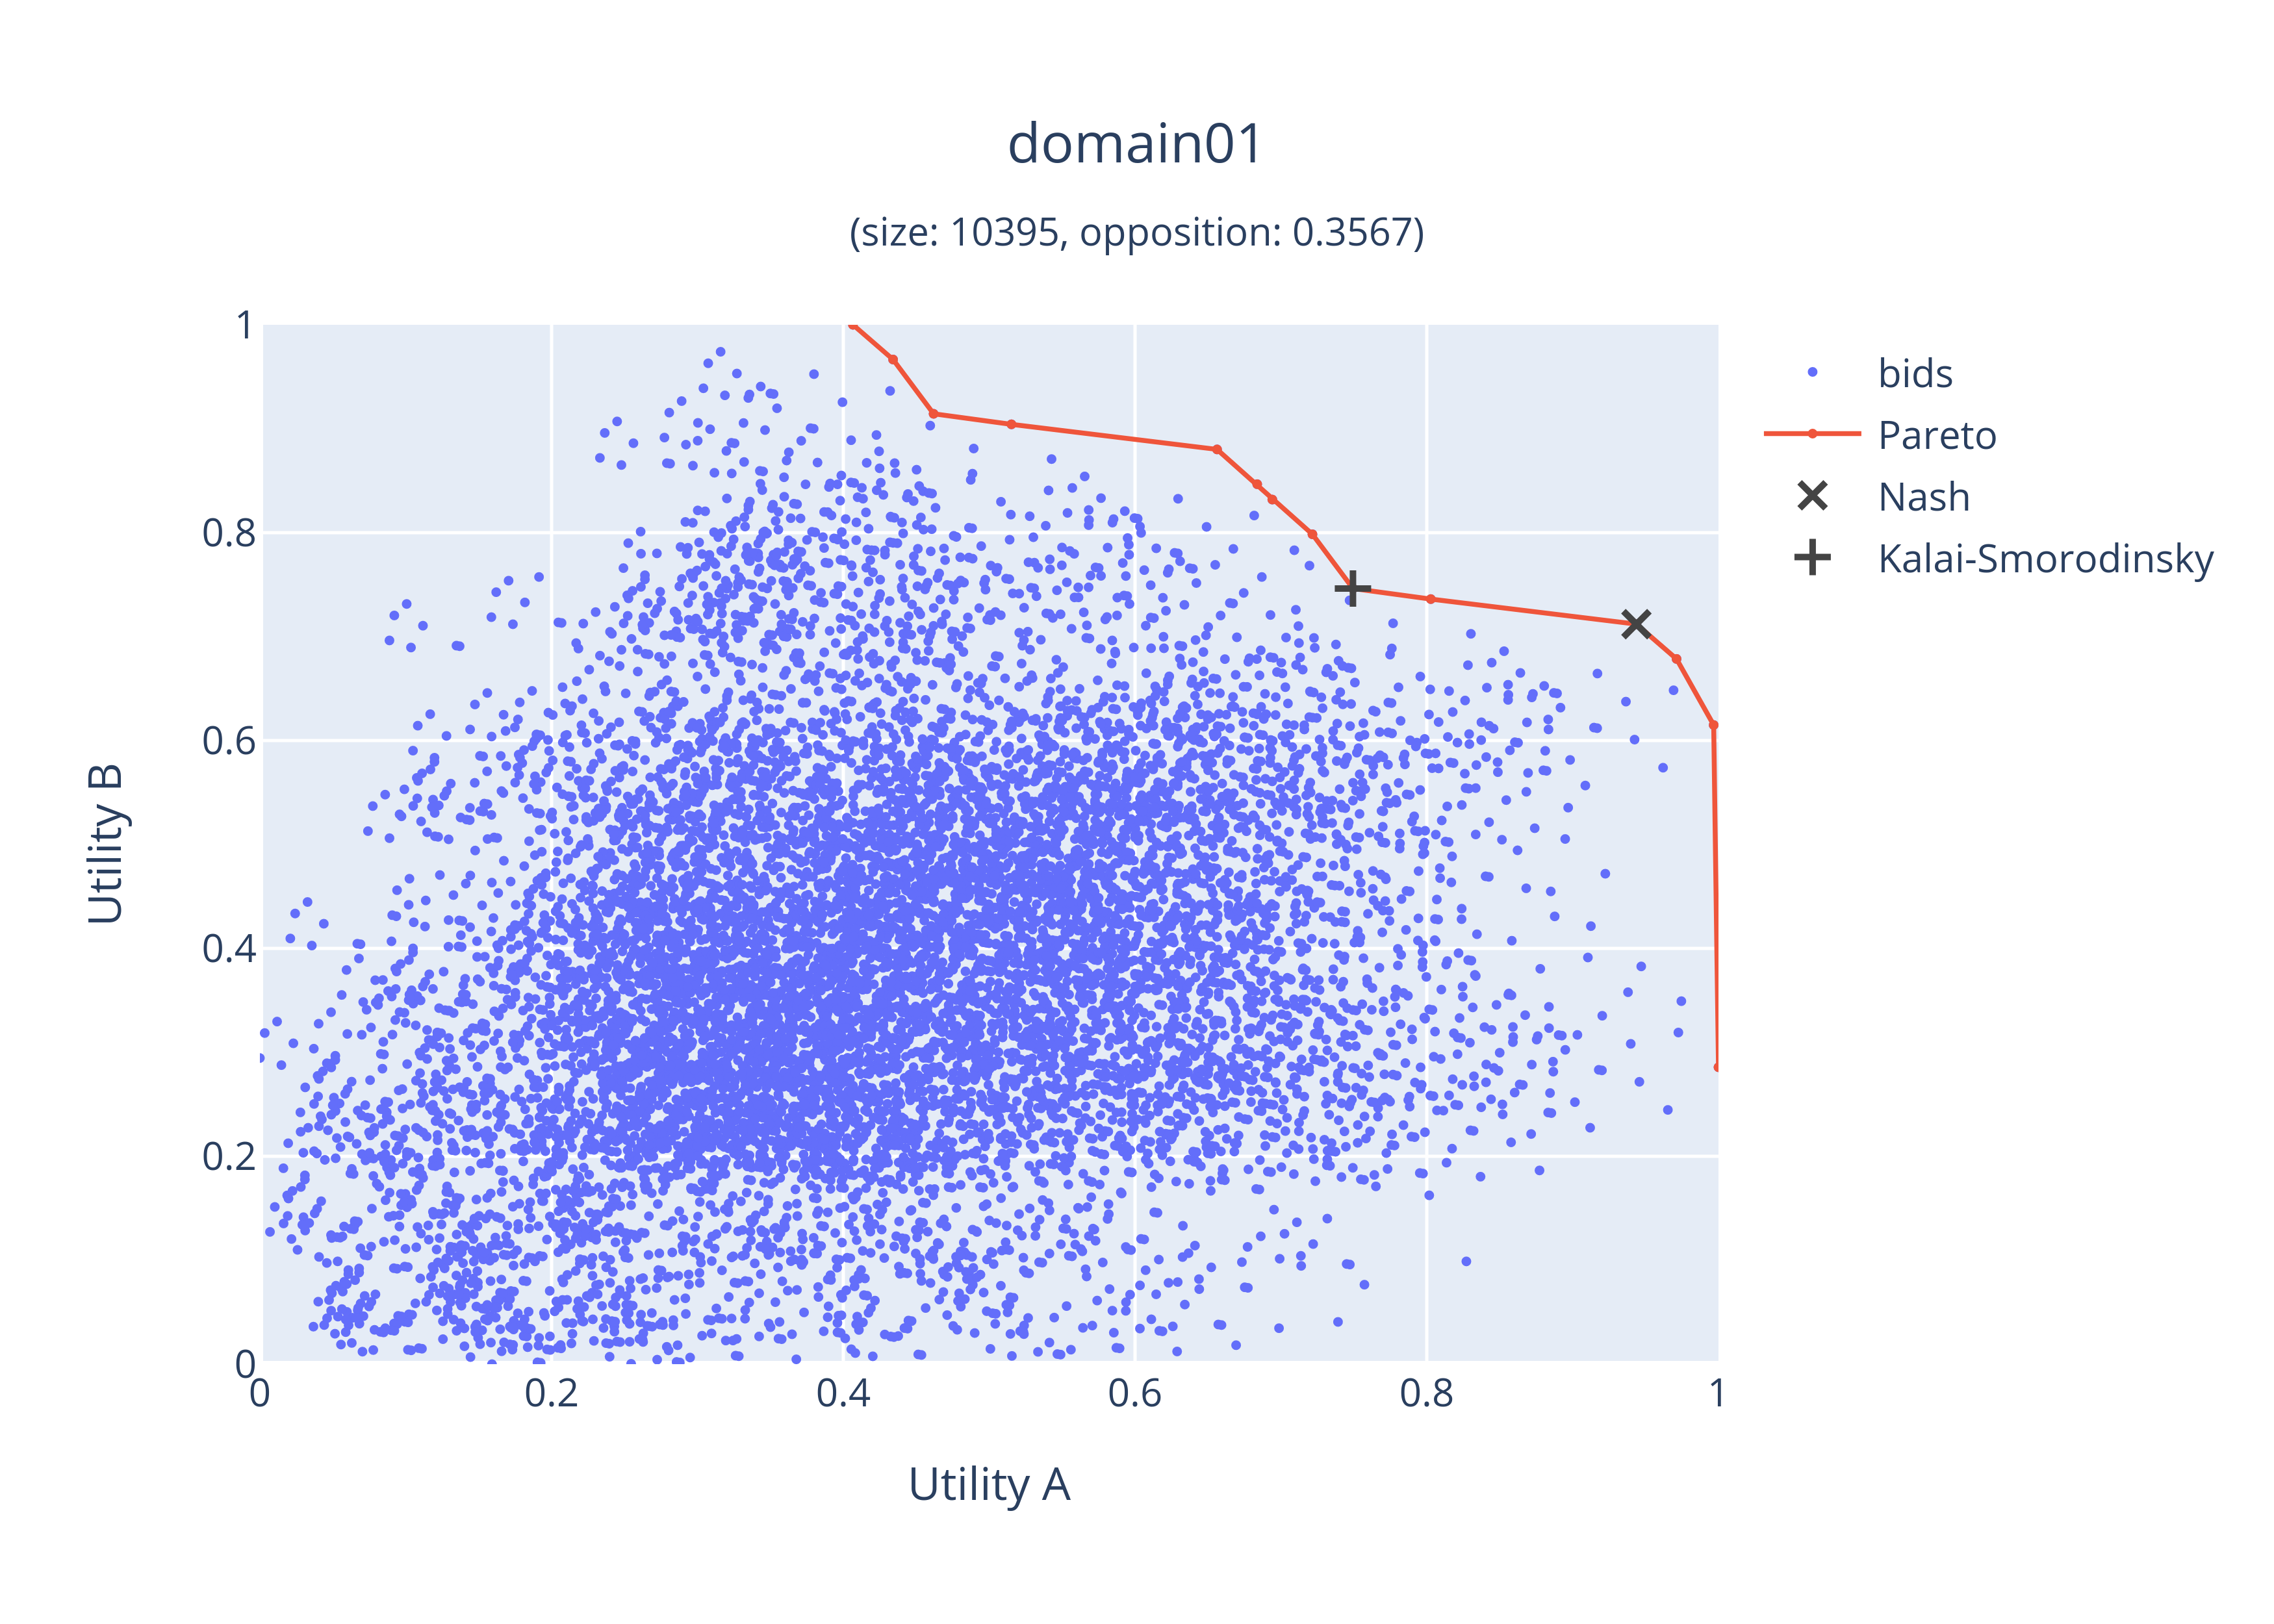 domain01
(size: 10395, opposition: 0.3567)
1
0.8
0.6
0.4
0.2
0
0
0.2
0.4
0.6
0.8
1
Utility B
Utility A
bids
Pareto
Nash
Kalai-Smorodinsky